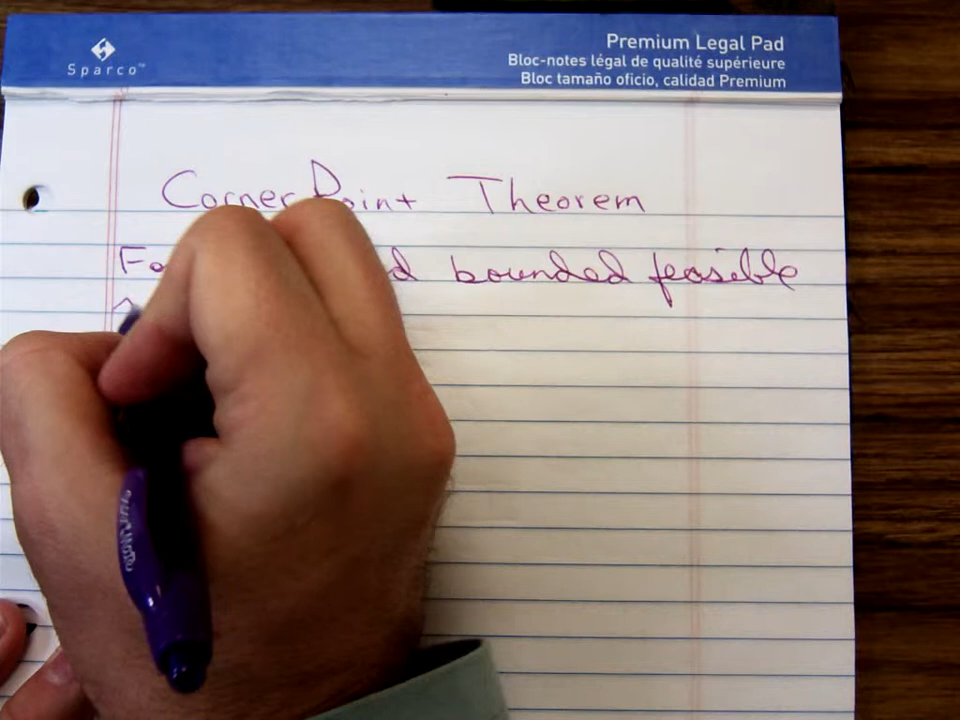 Sparco
Premium Legal Pad
Bloc-notes légal de qualité supérieure
Bloc tamaño oficio, calidad Premium
Corner Point Theorem
bounded feasible